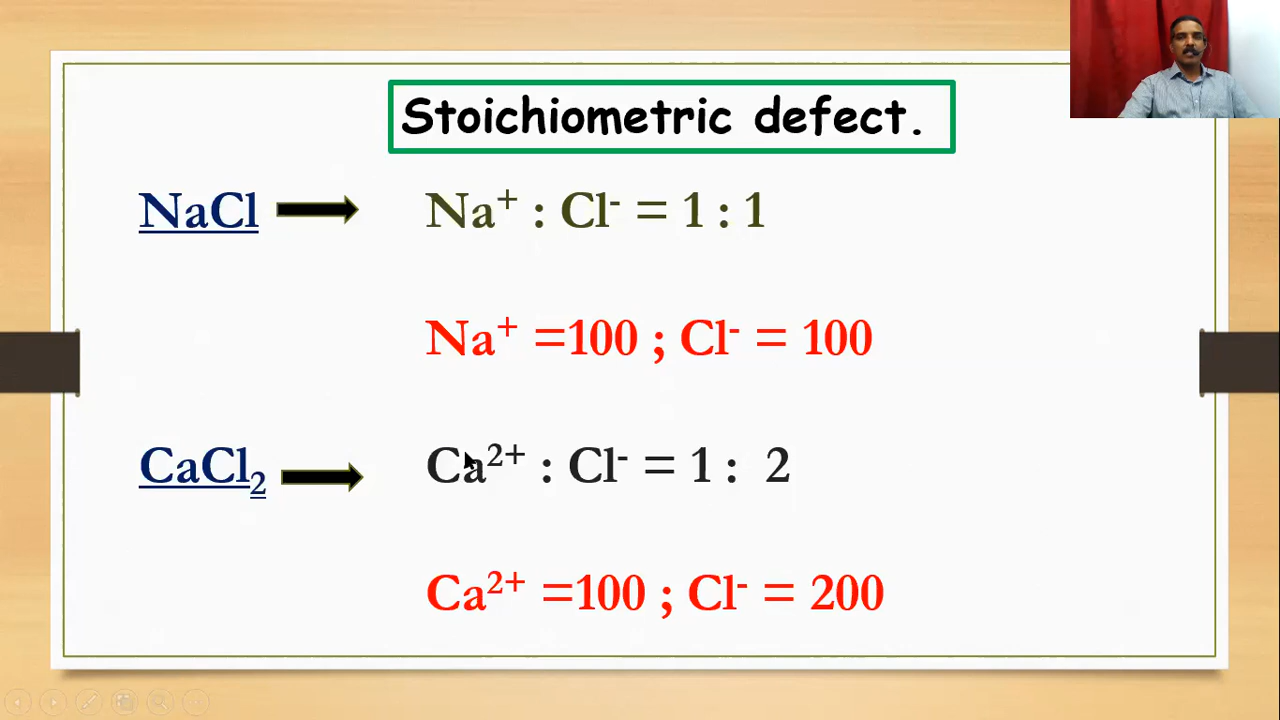 Stoichiometric defect.
NaCl Na⁺ : Cl⁻ = 1 : 1
Na⁺ =100 ; Cl⁻ = 100
CaCl₂ Ca²⁺ : Cl⁻ = 1 : 2
Ca²⁺ =100 ; Cl⁻ = 200